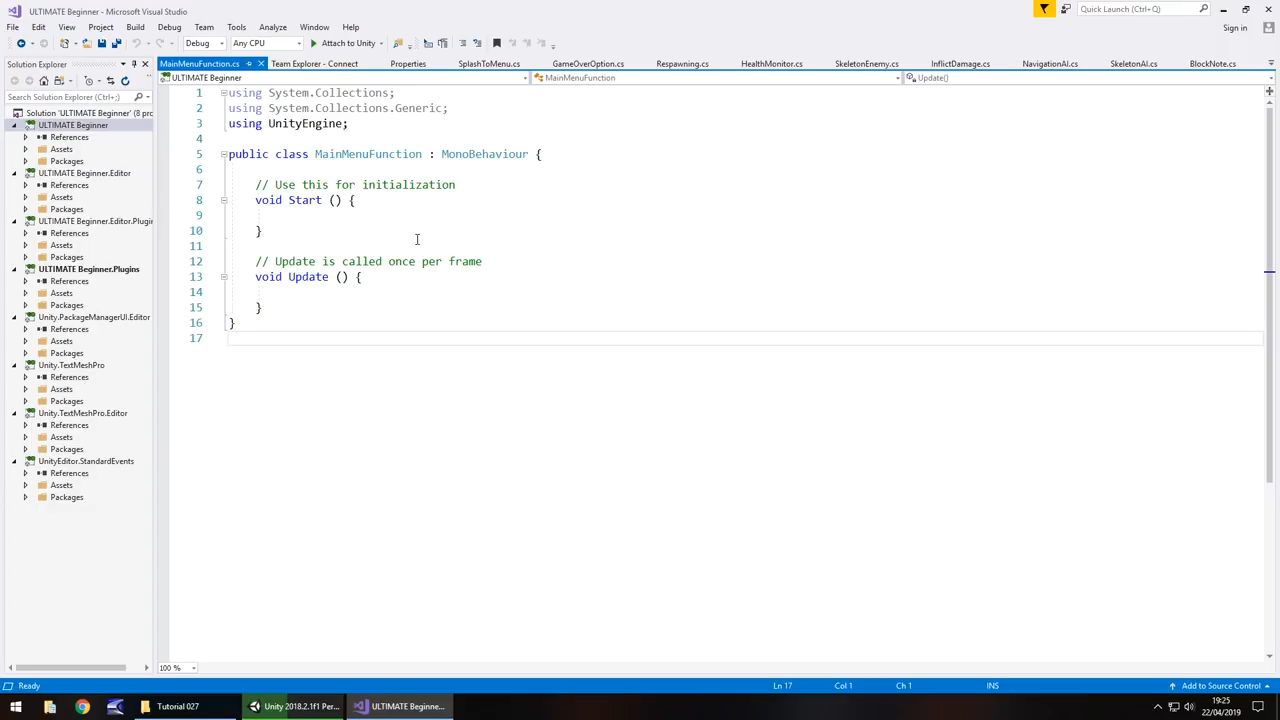 ULTIMATE Beginner - Microsoft Visual Studio
Quick Launch (Ctrl+Q)
File Edit View Project Build Debug Team Tools Analyze Window Help
Sign in
Debug Any CPU Attach to Unity
Solution Explorer
MainMenuFunction.cs Team Explorer - Connect Properties SplashToMenu.cs GameOverOption.cs Respawning.cs HealthMonitor.cs SkeletonEnemy.cs InflictDamage.cs NavigationAI.cs SkeletonAI.cs BlockNote.cs
ULTIMATE Beginner MainMenuFunction Update()
Search Solution Explorer (Ctrl+;)
Solution 'ULTIMATE Beginner' (8 pro
ULTIMATE Beginner
References
Assets
Packages
ULTIMATE Beginner.Editor
References
Assets
Packages
ULTIMATE Beginner.Editor.Plugin
References
Assets
Packages
ULTIMATE Beginner.Plugins
References
Assets
Packages
Unity.PackageManagerUI.Editor
References
Assets
Packages
Unity.TextMeshPro
References
Assets
Packages
Unity.TextMeshPro.Editor
References
Assets
Packages
UnityEditor.StandardEvents
References
Assets
Packages
1 using System.Collections;
2 using System.Collections.Generic;
3 using UnityEngine;
4
5 public class MainMenuFunction : MonoBehaviour {
6
7 // Use this for initialization
8 void Start () {
9
10 }
11
12 // Update is called once per frame
13 void Update () {
14
15 }
16 }
17
100 %
Ready Ln 17 Col 1 Ch 1 INS Add to Source Control
Tutorial 027 Unity 2018.2.1f1 Per... ULTIMATE Beginne...
19:25
22/04/2019